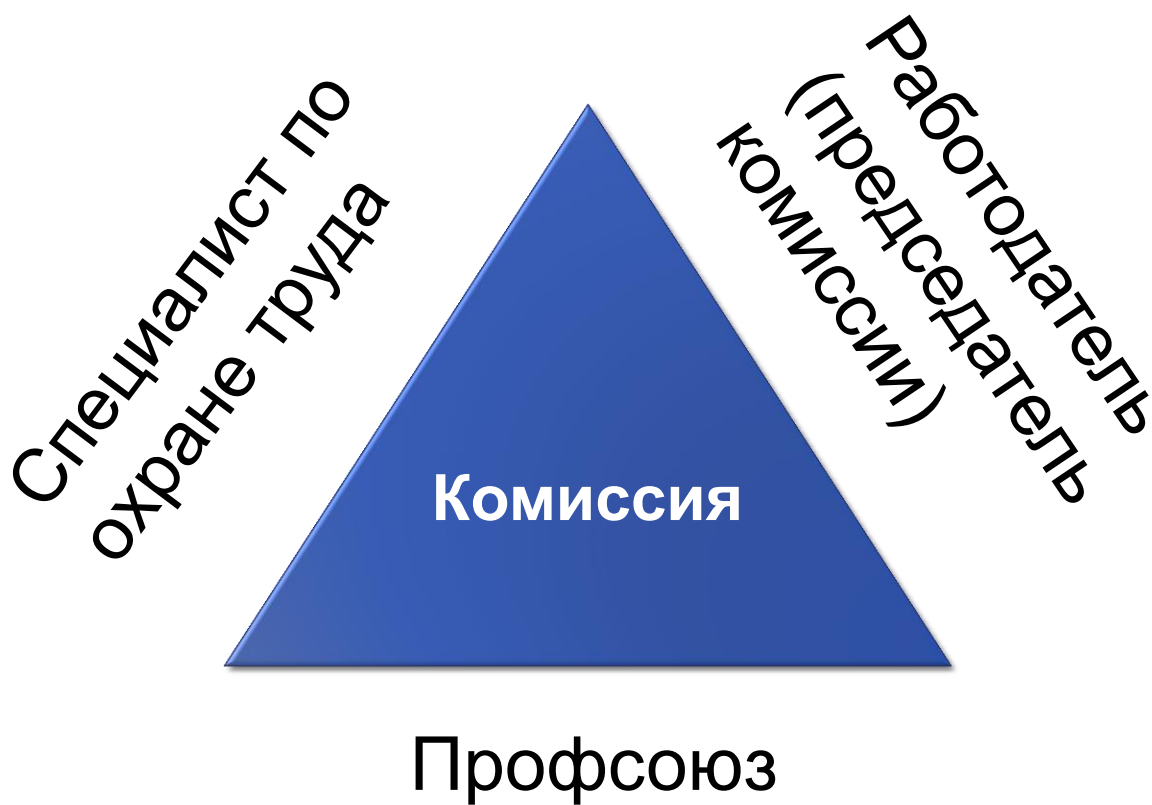 Специалист по
охране труда
Работодатель
(председатель
комиссии)
Комиссия
Профсоюз